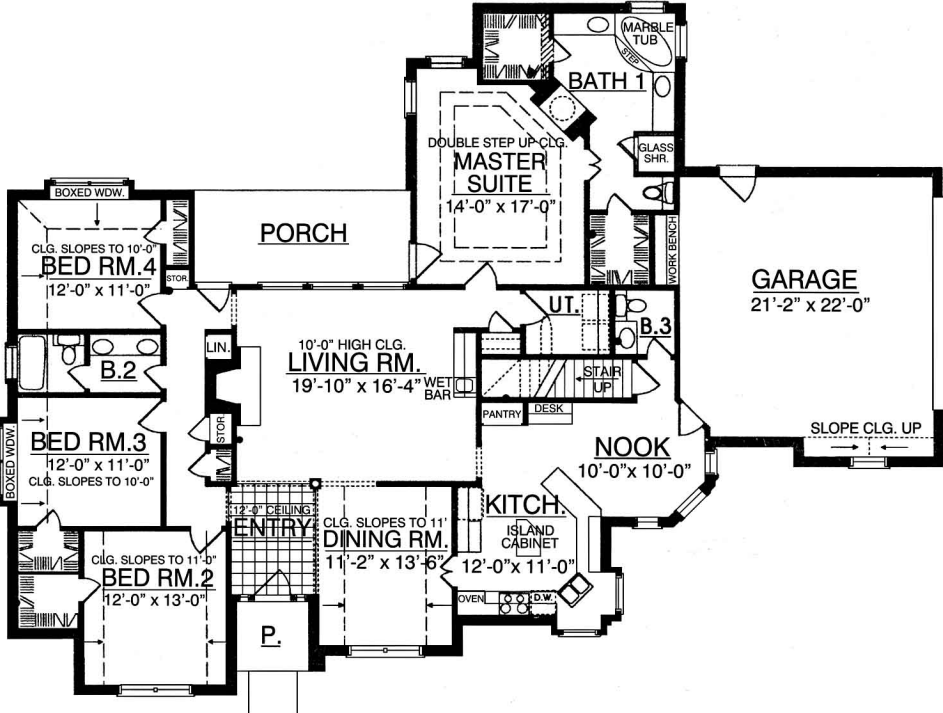 MARBLE
TUB
STEP
BATH 1
DOUBLE STEP UP CLG.
MASTER
SUITE
14'-0" x 17'-0"
GLASS
SHR.
BOXED WDW.
PORCH
CLG. SLOPES TO 10'-0"
BED RM.4
12'-0" x 11'-0"
STOR.
WORK BENCH
GARAGE
21'-2" x 22'-0"
UT.
B.3
LIN.
10'-0" HIGH CLG.
LIVING RM.
19'-10" x 16'-4"
WET
BAR
STAIR
UP
B.2
PANTRY
DESK
STOR.
SLOPE CLG. UP
BOXED WDW.
BED RM.3
12'-0" x 11'-0"
CLG. SLOPES TO 10'-0"
NOOK
10'-0"x 10'-0"
12'-0" CEILING
ENTRY
CLG. SLOPES TO 11'
DINING RM.
11'-2" x 13'-6"
KITCH.
ISLAND
CABINET
12'-0" x 11'-0"
CLG. SLOPES TO 11'-0"
BED RM.2
12'-0" x 13'-0"
OVEN
D.W.
P.